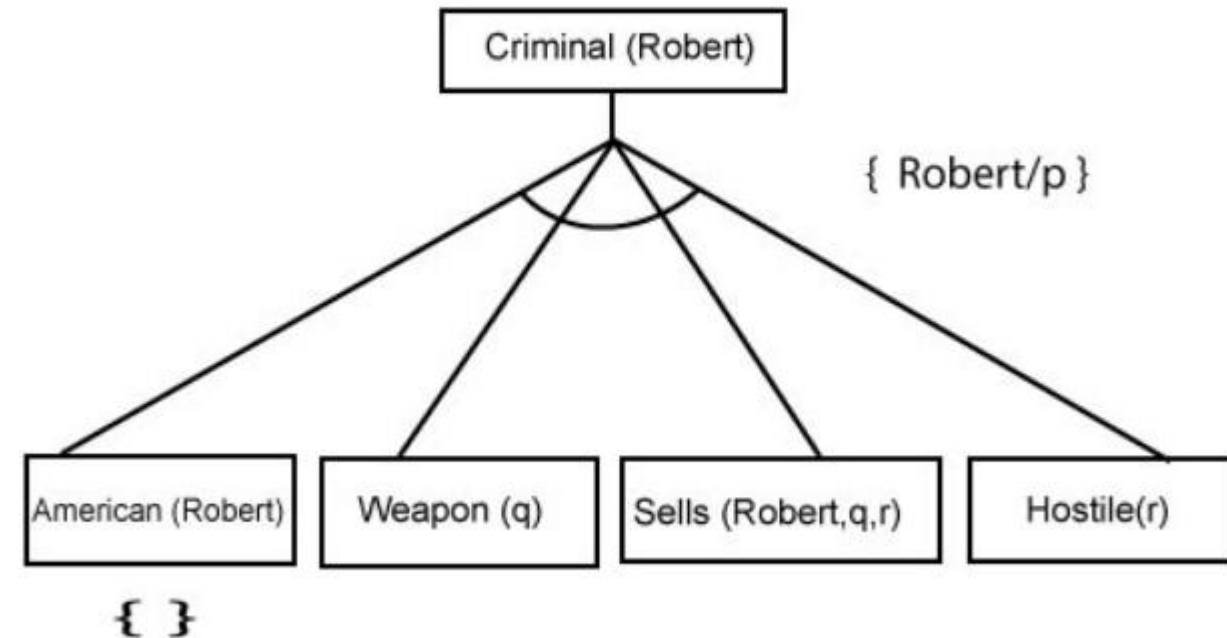 Criminal (Robert)
{ Robert/p }
American (Robert)
Weapon (q)
Sells (Robert,q,r)
Hostile(r)
{ }